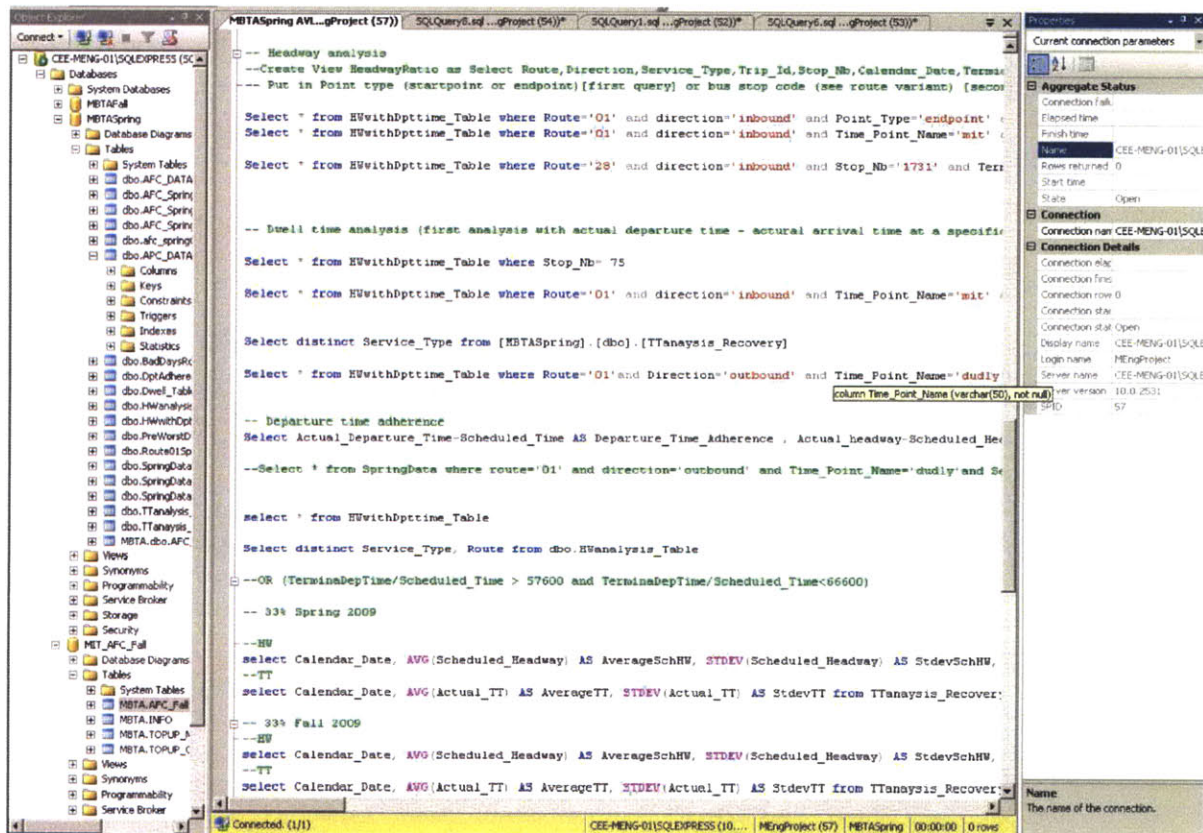 Object Explorer
Connect
CEE-MENG-01\SQLEXPRESS (SQ
Databases
System Databases
MBTAFall
MBTASpring
Database Diagrams
Tables
System Tables
dbo.AFC_DATA
dbo.AFC_Spring
dbo.AFC_Spring
dbo.AFC_Spring
dbo.afc_spring
dbo.APC_DATA
Columns
Keys
Constraints
Triggers
Indexes
Statistics
dbo.BadDaysRo
dbo.DptAdhere
dbo.Dwell_Tabl
dbo.HWanalysis
dbo.HWwithDpt
dbo.PreWorstD
dbo.Route01Sp
dbo.SpringData
dbo.SpringData
dbo.SpringData
dbo.TTanalysis_
dbo.TTanaysis_
MBTA.dbo.AFC_
Views
Synonyms
Programmability
Service Broker
Storage
Security
MIT_AFC_Fall
Database Diagrams
Tables
System Tables
MBTA.AFC_Fall
MBTA.INFO
MBTA.TOPUP_M
MBTA.TOPUP_C
Views
Synonyms
Programmability
Service Broker
MBTASpring AVL...gProject (57))
SQLQuery8.sql ...gProject (54))*
SQLQuery1.sql ...gProject (52))*
SQLQuery6.sql ...gProject (53))*
-- Headway analysis
--Create View HeadwayRatio as Select Route,Direction,Service_Type,Trip_Id,Stop_Nb,Calendar_Date,Termi
-- Put in Point type (startpoint or endpoint)[first query] or bus stop code (see route variant) [secon
Select * from HWwithDpttime_Table where Route='01' and direction='inbound' and Point_Type='endpoint'
Select * from HWwithDpttime_Table where Route='01' and direction='inbound' and Time_Point_Name='mit'
Select * from HWwithDpttime_Table where Route='28' and direction='inbound' and Stop_Nb='1731' and Ter
-- Dwell time analysis (first analysis with actual departure time - actural arrival time at a specifi
Select * from HWwithDpttime_Table where Stop_Nb= 75
Select * from HWwithDpttime_Table where Route='01' and direction='inbound' and Time_Point_Name='mit'
Select distinct Service_Type from [MBTASpring].[dbo].[TTanaysis_Recovery]
Select * from HWwithDpttime_Table where Route='01'and Direction='outbound' and Time_Point_Name='dudly
column Time_Point_Name (varchar(50), not null)
-- Departure time adherence
Select Actual_Departure_Time-Scheduled_Time AS Departure_Time_Adherence , Actual_headway-Scheduled_Hea
--Select * from SpringData where route='01' and direction='outbound' and Time_Point_Name='dudly'and Se
select * from HWwithDpttime_Table
Select distinct Service_Type, Route from dbo.HWanalysis_Table
--OR (TerminaDepTime/Scheduled_Time > 57600 and TerminaDepTime/Scheduled_Time<66600)
-- 33% Spring 2009
--HW
select Calendar_Date, AVG(Scheduled_Headway) AS AverageSchHW, STDEV(Scheduled_Headway) AS StdevSchHW,
--TT
select Calendar_Date, AVG(Actual_TT) AS AverageTT, STDEV(Actual_TT) AS StdevTT from TTanaysis_Recovery
-- 33% Fall 2009
--HW
select Calendar_Date, AVG(Scheduled_Headway) AS AverageSchHW, STDEV(Scheduled_Headway) AS StdevSchHW,
--TT
select Calendar_Date, AVG(Actual_TT) AS AverageTT, STDEV(Actual_TT) AS StdevTT from TTanaysis_Recovery
Connected. (1/1)
CEE-MENG-01\SQLEXPRESS (10....
MEngProject (57)
MBTASpring
00:00:00
0 rows
Properties
Current connection parameters
Aggregate Status
Connection failu
Elapsed time
Finish time
Name CEE-MENG-01\SQLE
Rows returned 0
Start time
State Open
Connection
Connection nam CEE-MENG-01\SQLE
Connection Details
Connection elap
Connection finis
Connection row 0
Connection star
Connection stat Open
Display name CEE-MENG-01\SQLE
Login name MEngProject
Server name CEE-MENG-01\SQLE
Server version 10.0.2531
SPID 57
Name
The name of the connection.